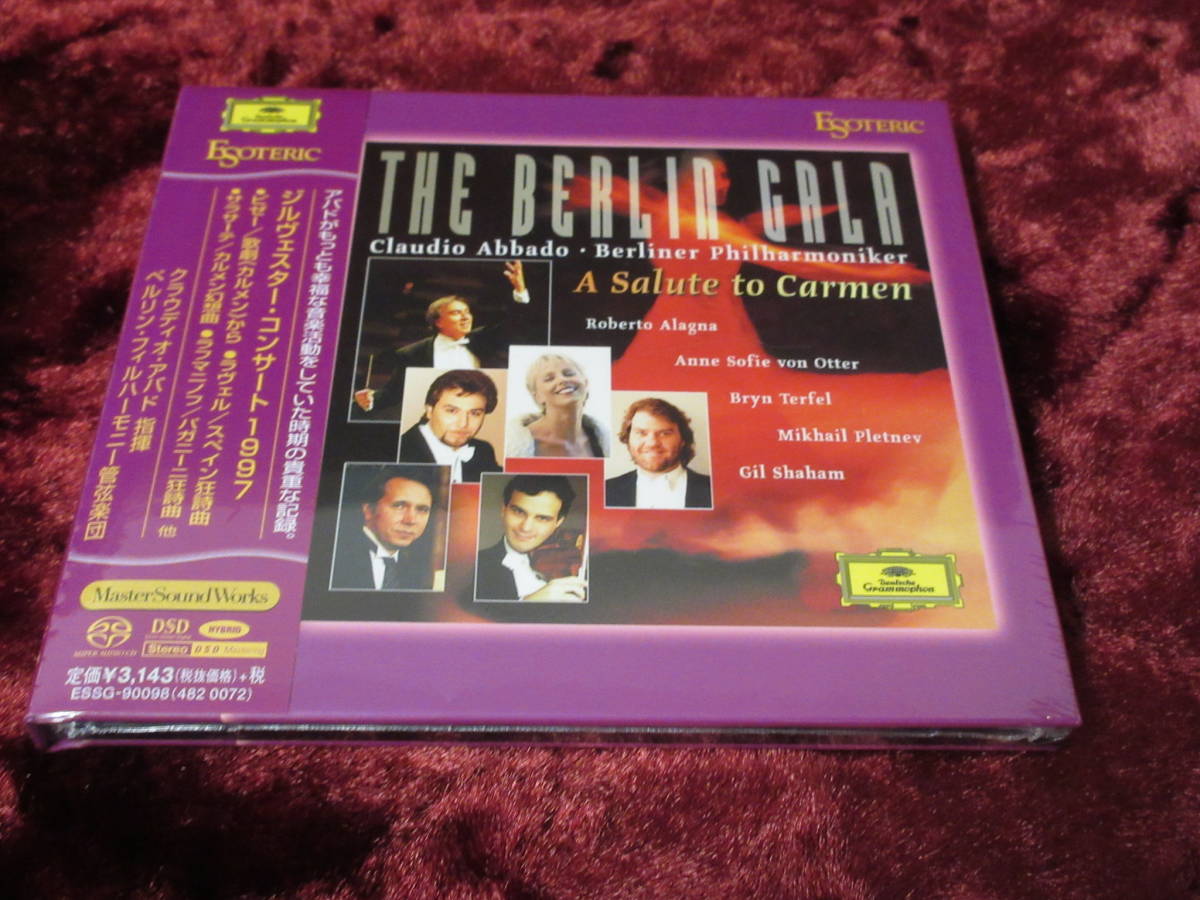 Deutsche
Grammophon
ESOTERIC
アバドがもっとも幸福な音楽活動をしていた時期の貴重な記録。
ジルヴェスター・コンサート1997
●ビゼー/歌劇《カルメン》から ●ラヴェル/スペイン狂詩曲
●サラサーテ/カルメン幻想曲 ●ラフマニノフ/パガニーニ狂詩曲 他
クラウディオ・アバド 指揮
ベルリン・フィルハーモニー管弦楽団
MasterSoundWorks
SUPER AUDIO CD
DSD
HYBRID
Stereo DSD Mastering
定価¥3,143(税抜価格)+税
ESSG-90098(482 0072)
ESOTERIC
THE BERLIN GALA
Claudio Abbado · Berliner Philharmoniker
A Salute to Carmen
Roberto Alagna
Anne Sofie von Otter
Bryn Terfel
Mikhail Pletnev
Gil Shaham
Deutsche
Grammophon